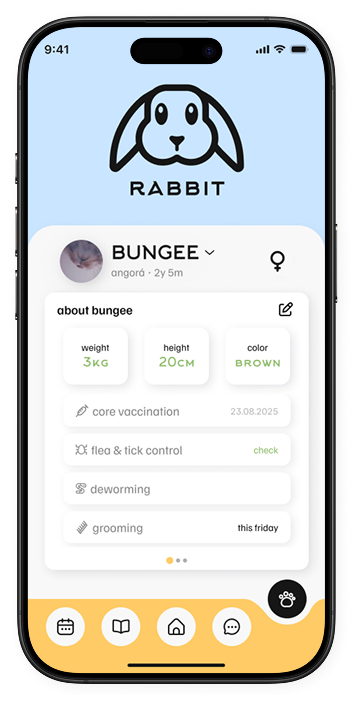 9:41
RABBIT
BUNGEE
angorá · 2y 5m
about bungee
weight height color
3KG 20CM BROWN
core vaccination 23.08.2025
flea & tick control check
deworming
grooming this friday